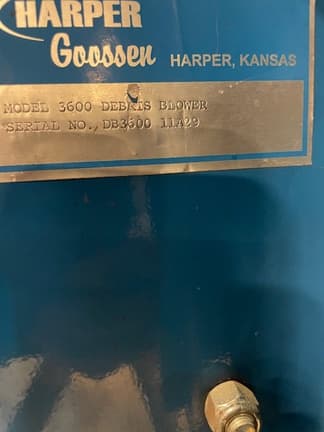 HARPER
Goossen HARPER, KANSAS
MODEL 3600 DEBRIS BLOWER
SERIAL NO., DB3600 11A29